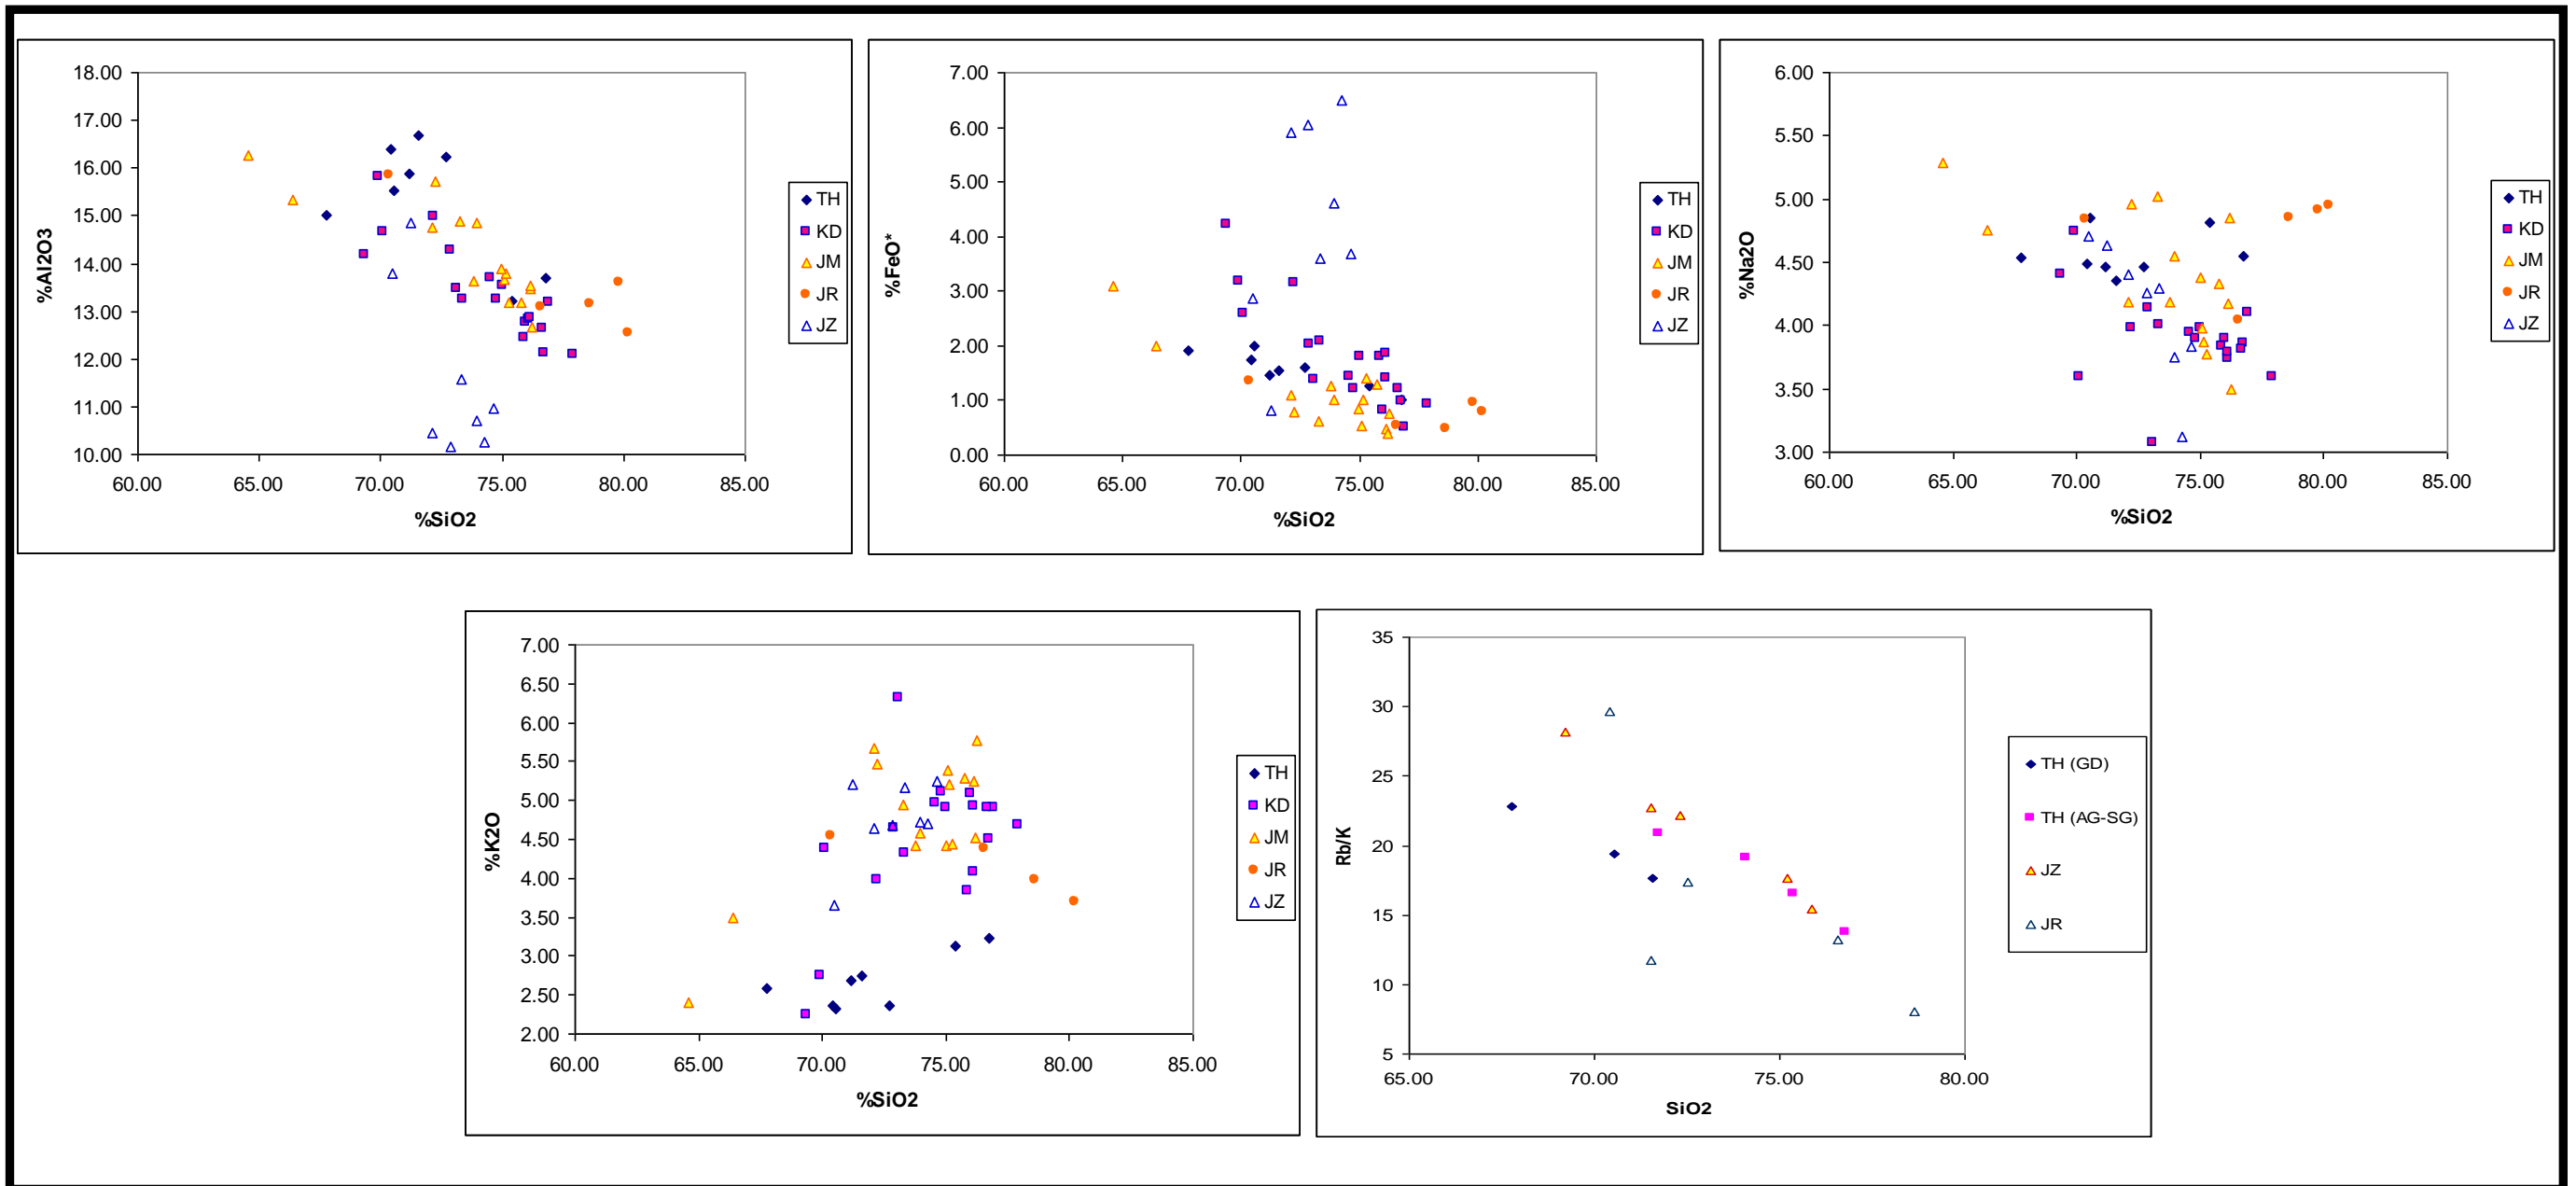 18.00
17.00
16.00
15.00
14.00
13.00
12.00
11.00
10.00
60.00 65.00 70.00 75.00 80.00 85.00
%Al2O3
%SiO2
TH
KD
JM
JR
JZ
7.00
6.00
5.00
4.00
3.00
2.00
1.00
0.00
60.00 65.00 70.00 75.00 80.00 85.00
%FeO*
%SiO2
TH
KD
JM
JR
JZ
6.00
5.50
5.00
4.50
4.00
3.50
3.00
60.00 65.00 70.00 75.00 80.00 85.00
%Na2O
%SiO2
TH
KD
JM
JR
JZ
7.00
6.50
6.00
5.50
5.00
4.50
4.00
3.50
3.00
2.50
2.00
60.00 65.00 70.00 75.00 80.00 85.00
%K2O
%SiO2
TH
KD
JM
JR
JZ
35
30
25
20
15
10
5
65.00 70.00 75.00 80.00
Rb/K
SiO2
TH (GD)
TH (AG-SG)
JZ
JR